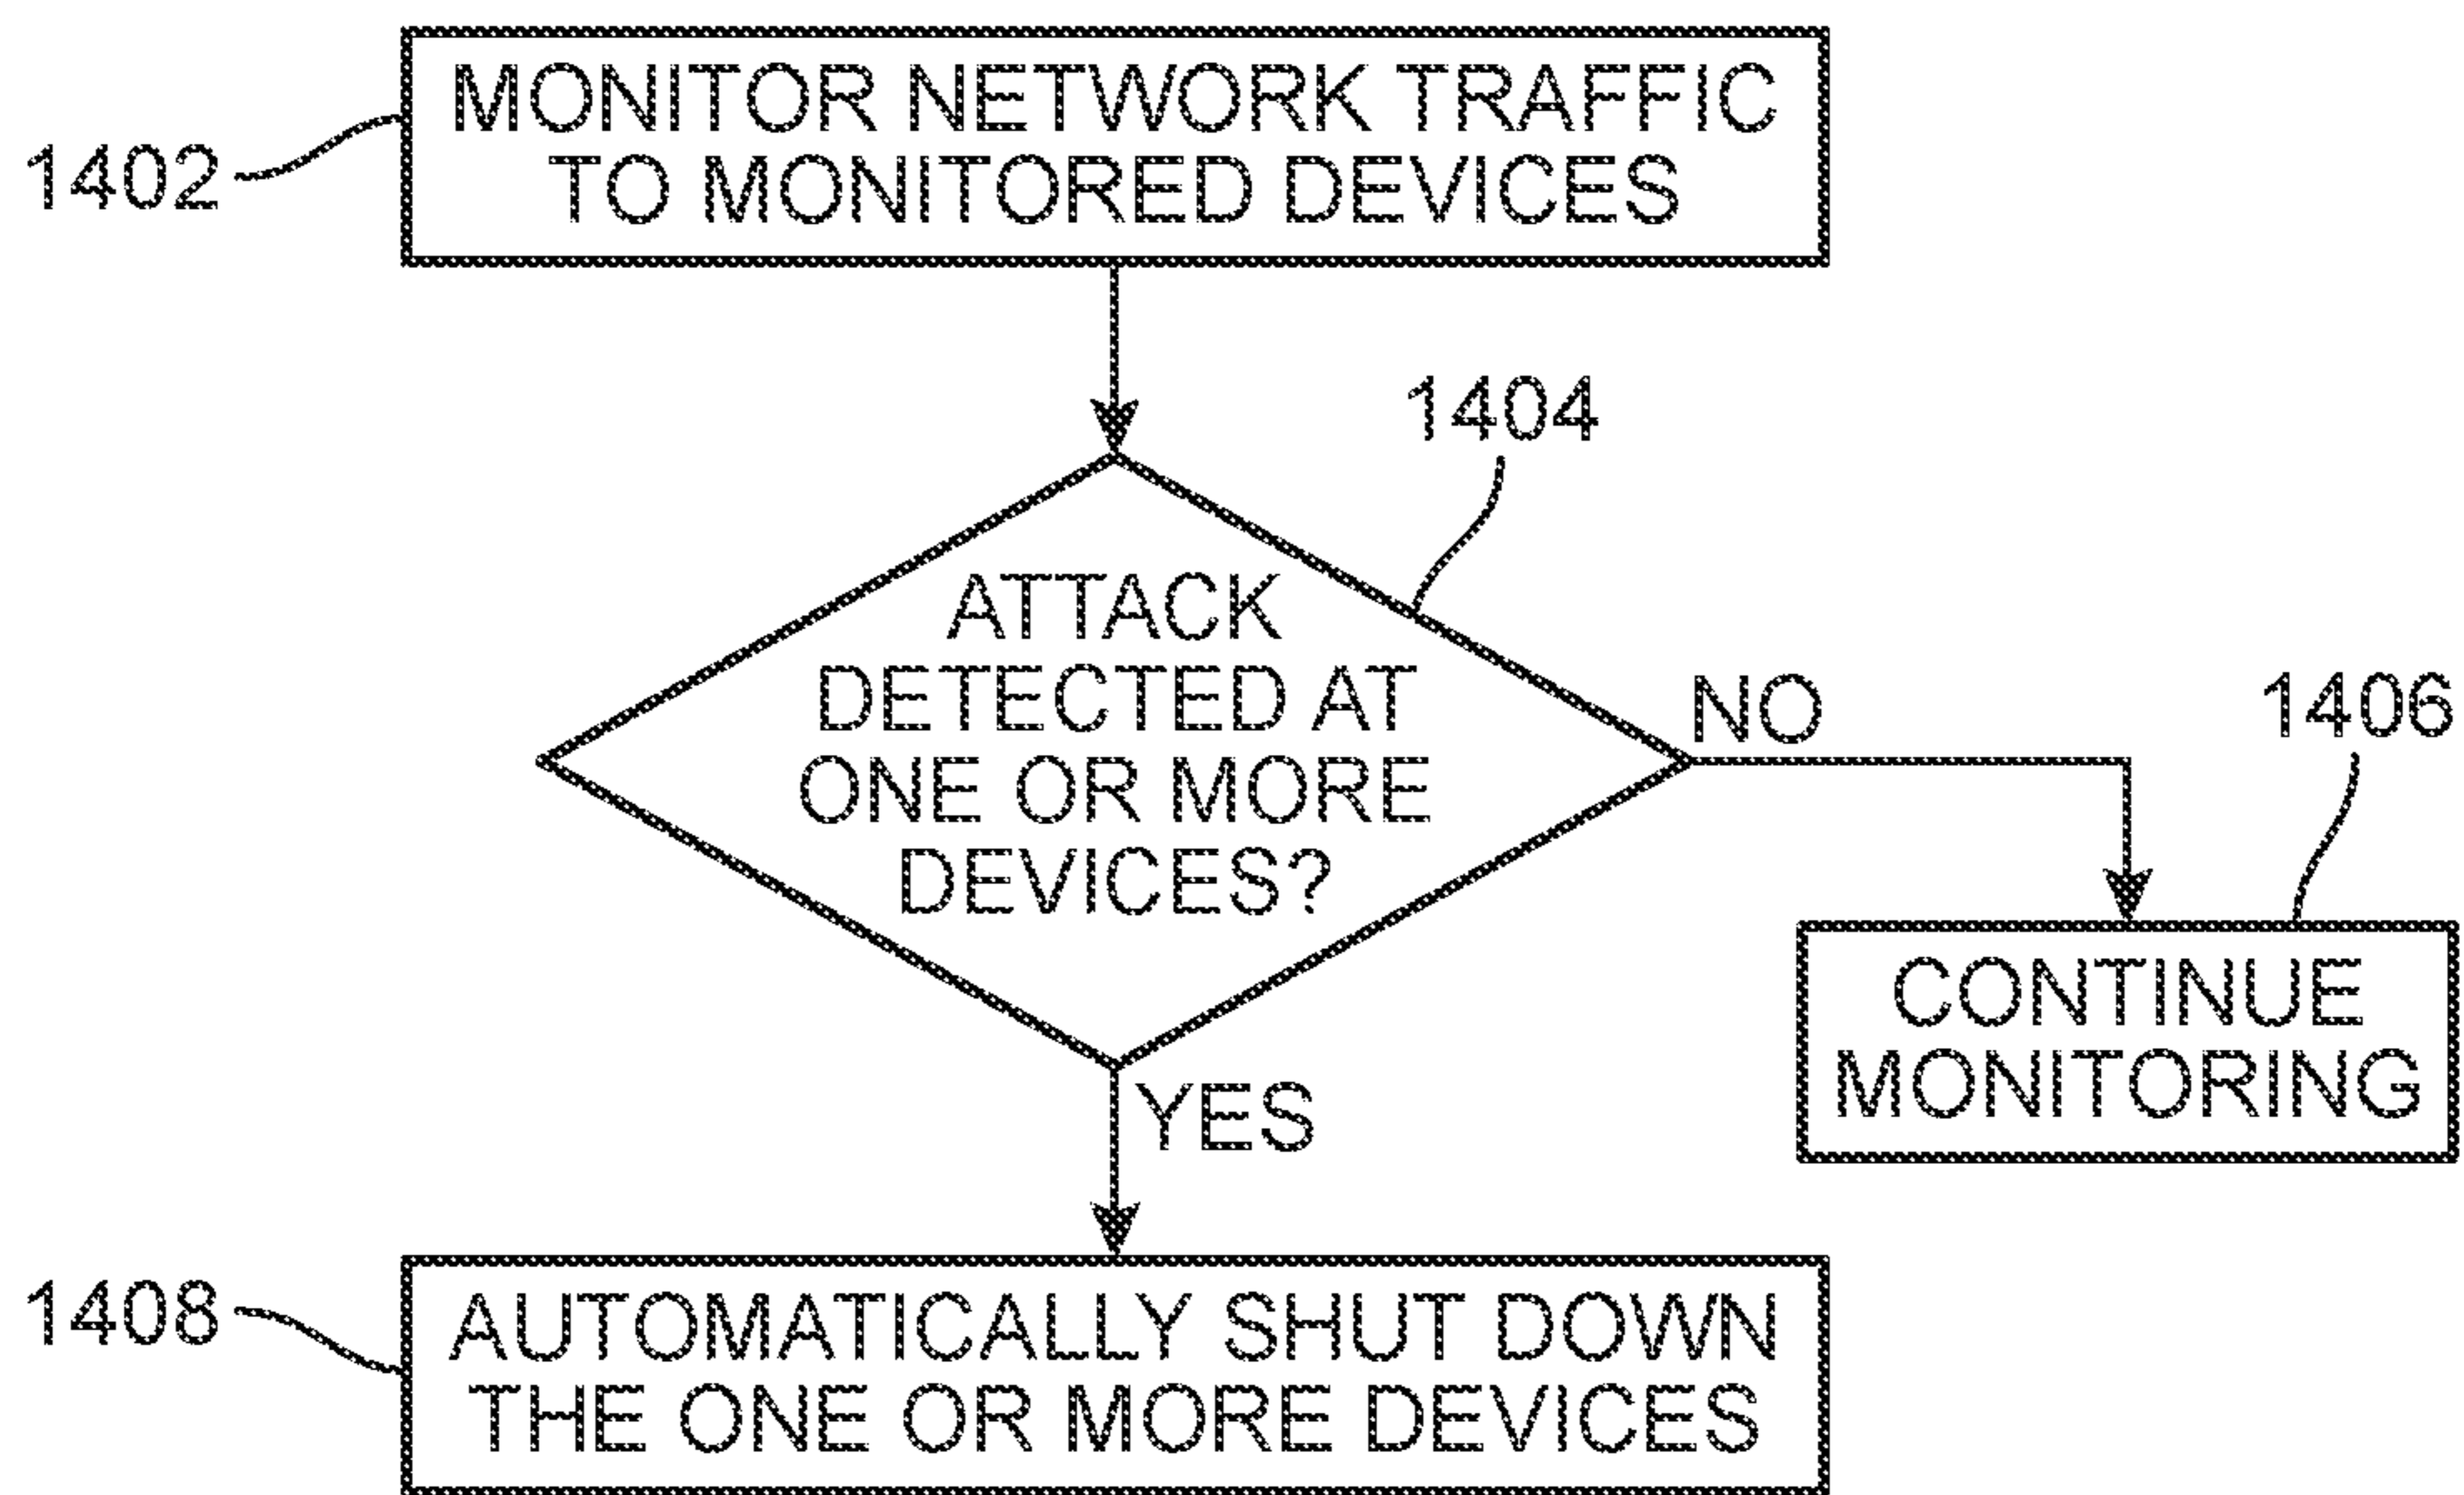 1402
MONITOR NETWORK TRAFFIC
TO MONITORED DEVICES
1404
ATTACK
DETECTED AT
ONE OR MORE
DEVICES?
NO
1406
CONTINUE
MONITORING
YES
1408
AUTOMATICALLY SHUT DOWN
THE ONE OR MORE DEVICES